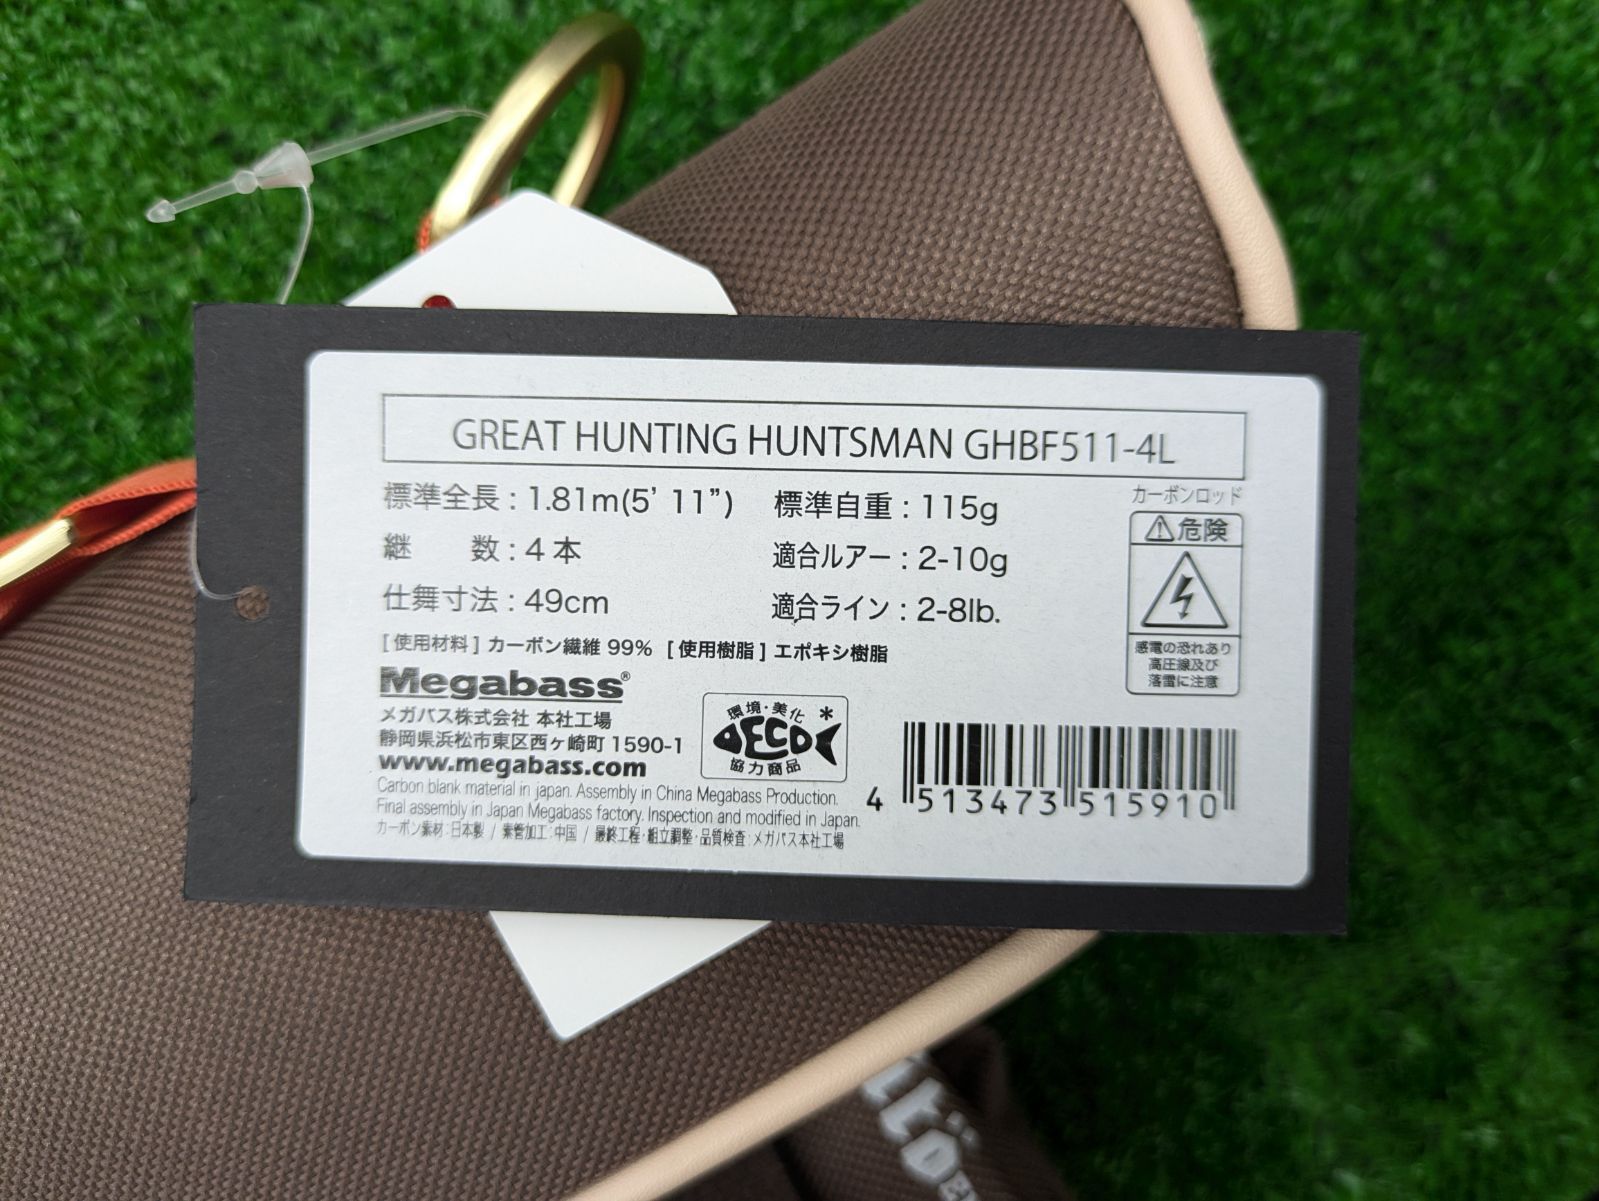 GREAT HUNTING HUNTSMAN GHBF511-4L
標準全長 : 1.81m(5' 11”) 標準自重 : 115g
継 数 : 4 本 適合ルアー : 2-10g
仕舞寸法 : 49cm 適合ライン : 2-8lb.
[ 使用材料 ] カーボン繊維 99% [ 使用樹脂 ] エポキシ樹脂
カーボンロッド
危険
感電の恐れあり
高圧線及び
落雷に注意
Megabass®
メガバス株式会社 本社工場
静岡県浜松市東区西ヶ崎町 1590-1
www.megabass.com
環境・美化*
ECO
協力商品
Carbon blank material in japan. Assembly in China Megabass Production.
Final assembly in Japan Megabass factory. Inspection and modified in Japan.
カーボン素材 : 日本製 / 素管加工 : 中国 / 最終工程・組立調整・品質検査 : メガバス本社工場
4 513473 515910